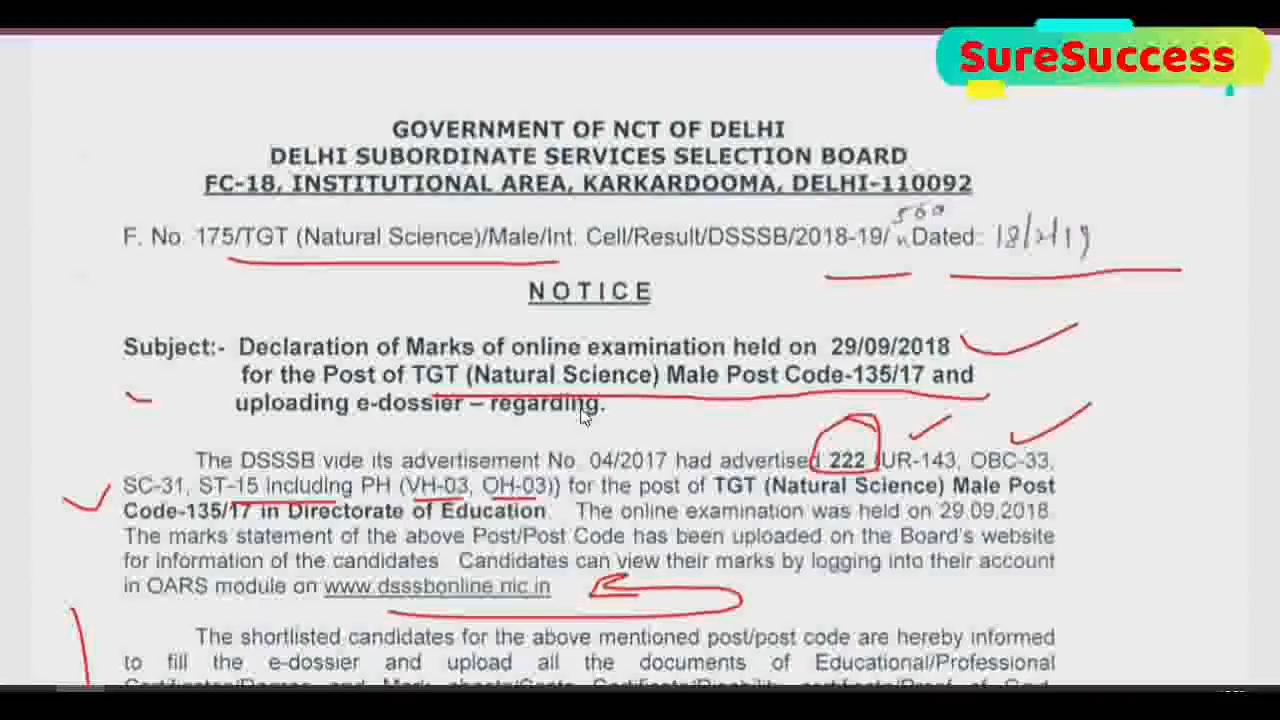 SureSuccess
GOVERNMENT OF NCT OF DELHI
DELHI SUBORDINATE SERVICES SELECTION BOARD
FC-18, INSTITUTIONAL AREA, KARKARDOOMA, DELHI-110092
560
F. No. 175/TGT (Natural Science)/Male/Int. Cell/Result/DSSSB/2018-19/ Dated: 18/2/19
NOTICE
Subject:- Declaration of Marks of online examination held on 29/09/2018
for the Post of TGT (Natural Science) Male Post Code-135/17 and
uploading e-dossier – regarding.
The DSSSB vide its advertisement No. 04/2017 had advertised 222 (UR-143, OBC-33,
SC-31, ST-15 including PH (VH-03, OH-03)) for the post of TGT (Natural Science) Male Post
Code-135/17 in Directorate of Education. The online examination was held on 29.09.2018.
The marks statement of the above Post/Post Code has been uploaded on the Board's website
for information of the candidates. Candidates can view their marks by logging into their account
in OARS module on www.dsssbonline.nic.in
The shortlisted candidates for the above mentioned post/post code are hereby informed
to fill the e-dossier and upload all the documents of Educational/Professional